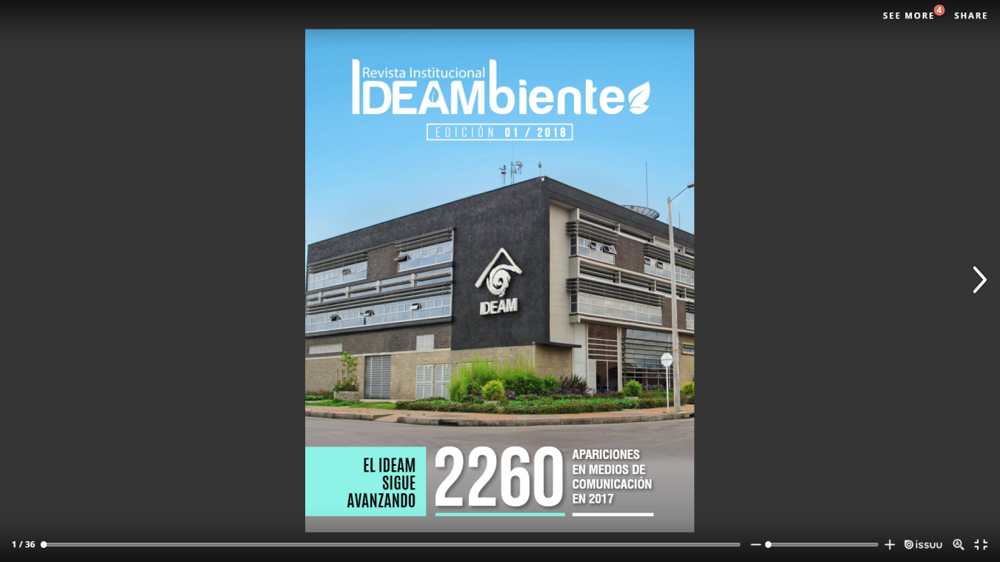 SEE MORE 4 SHARE
Revista Institucional
IDEAMbiente
EDICIÓN 01 / 2018
IDEAM
EL IDEAM
SIGUE
AVANZANDO
2260
APARICIONES
EN MEDIOS DE
COMUNICACIÓN
EN 2017
1 / 36
issuu